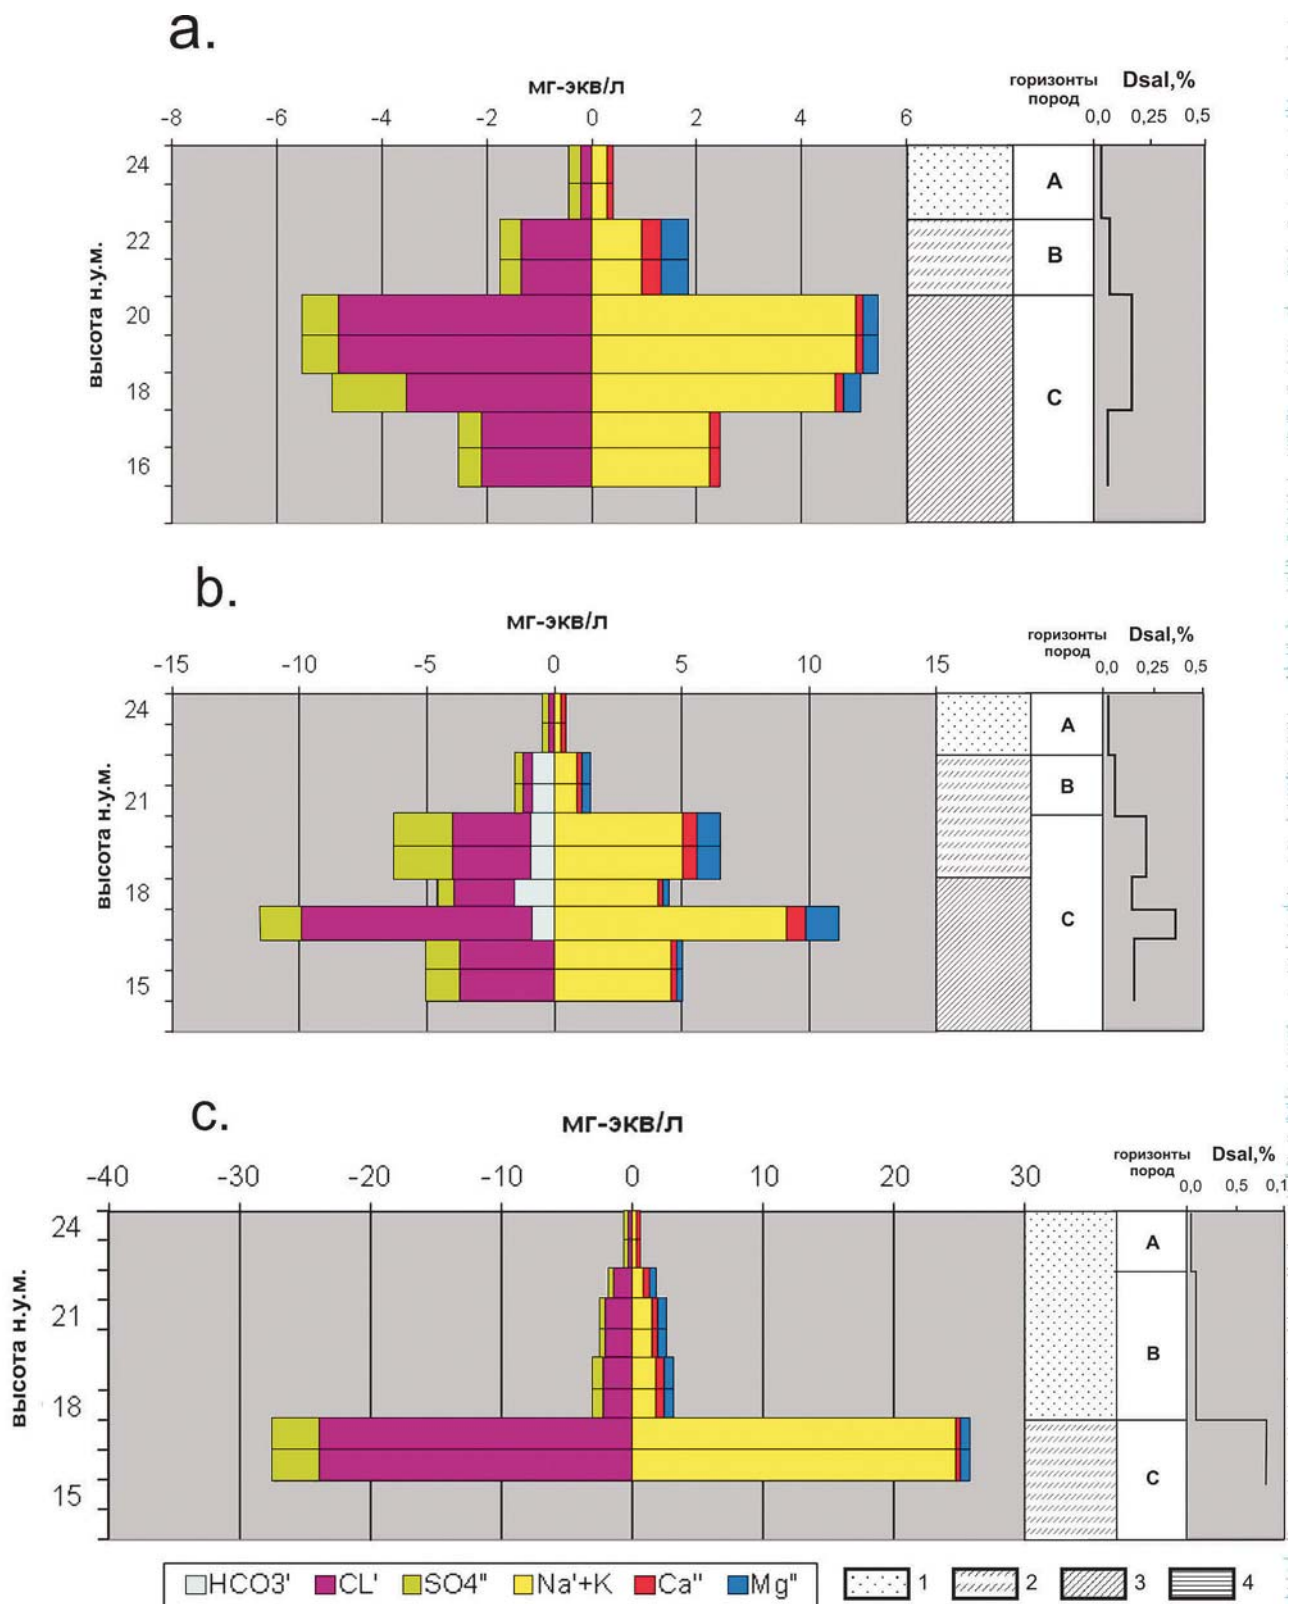 a.
мг-экв/л
горизонты
пород
Dsal,%
-8 -6 -4 -2 0 2 4 6
0,0 0,25 0,5
высота н.у.м.
24
22
20
18
16
A
B
C
b.
мг-экв/л
горизонты
пород
Dsal,%
-15 -10 -5 0 5 10 15
0,0 0,25 0,5
высота н.у.м.
24
21
18
15
A
B
C
c.
мг-экв/л
горизонты
пород
Dsal,%
-40 -30 -20 -10 0 10 20 30
0,0 0,5 0,1
высота н.у.м.
24
21
18
15
A
B
C
HCO3' CL' SO4" Na'+K Ca" Mg" 1 2 3 4